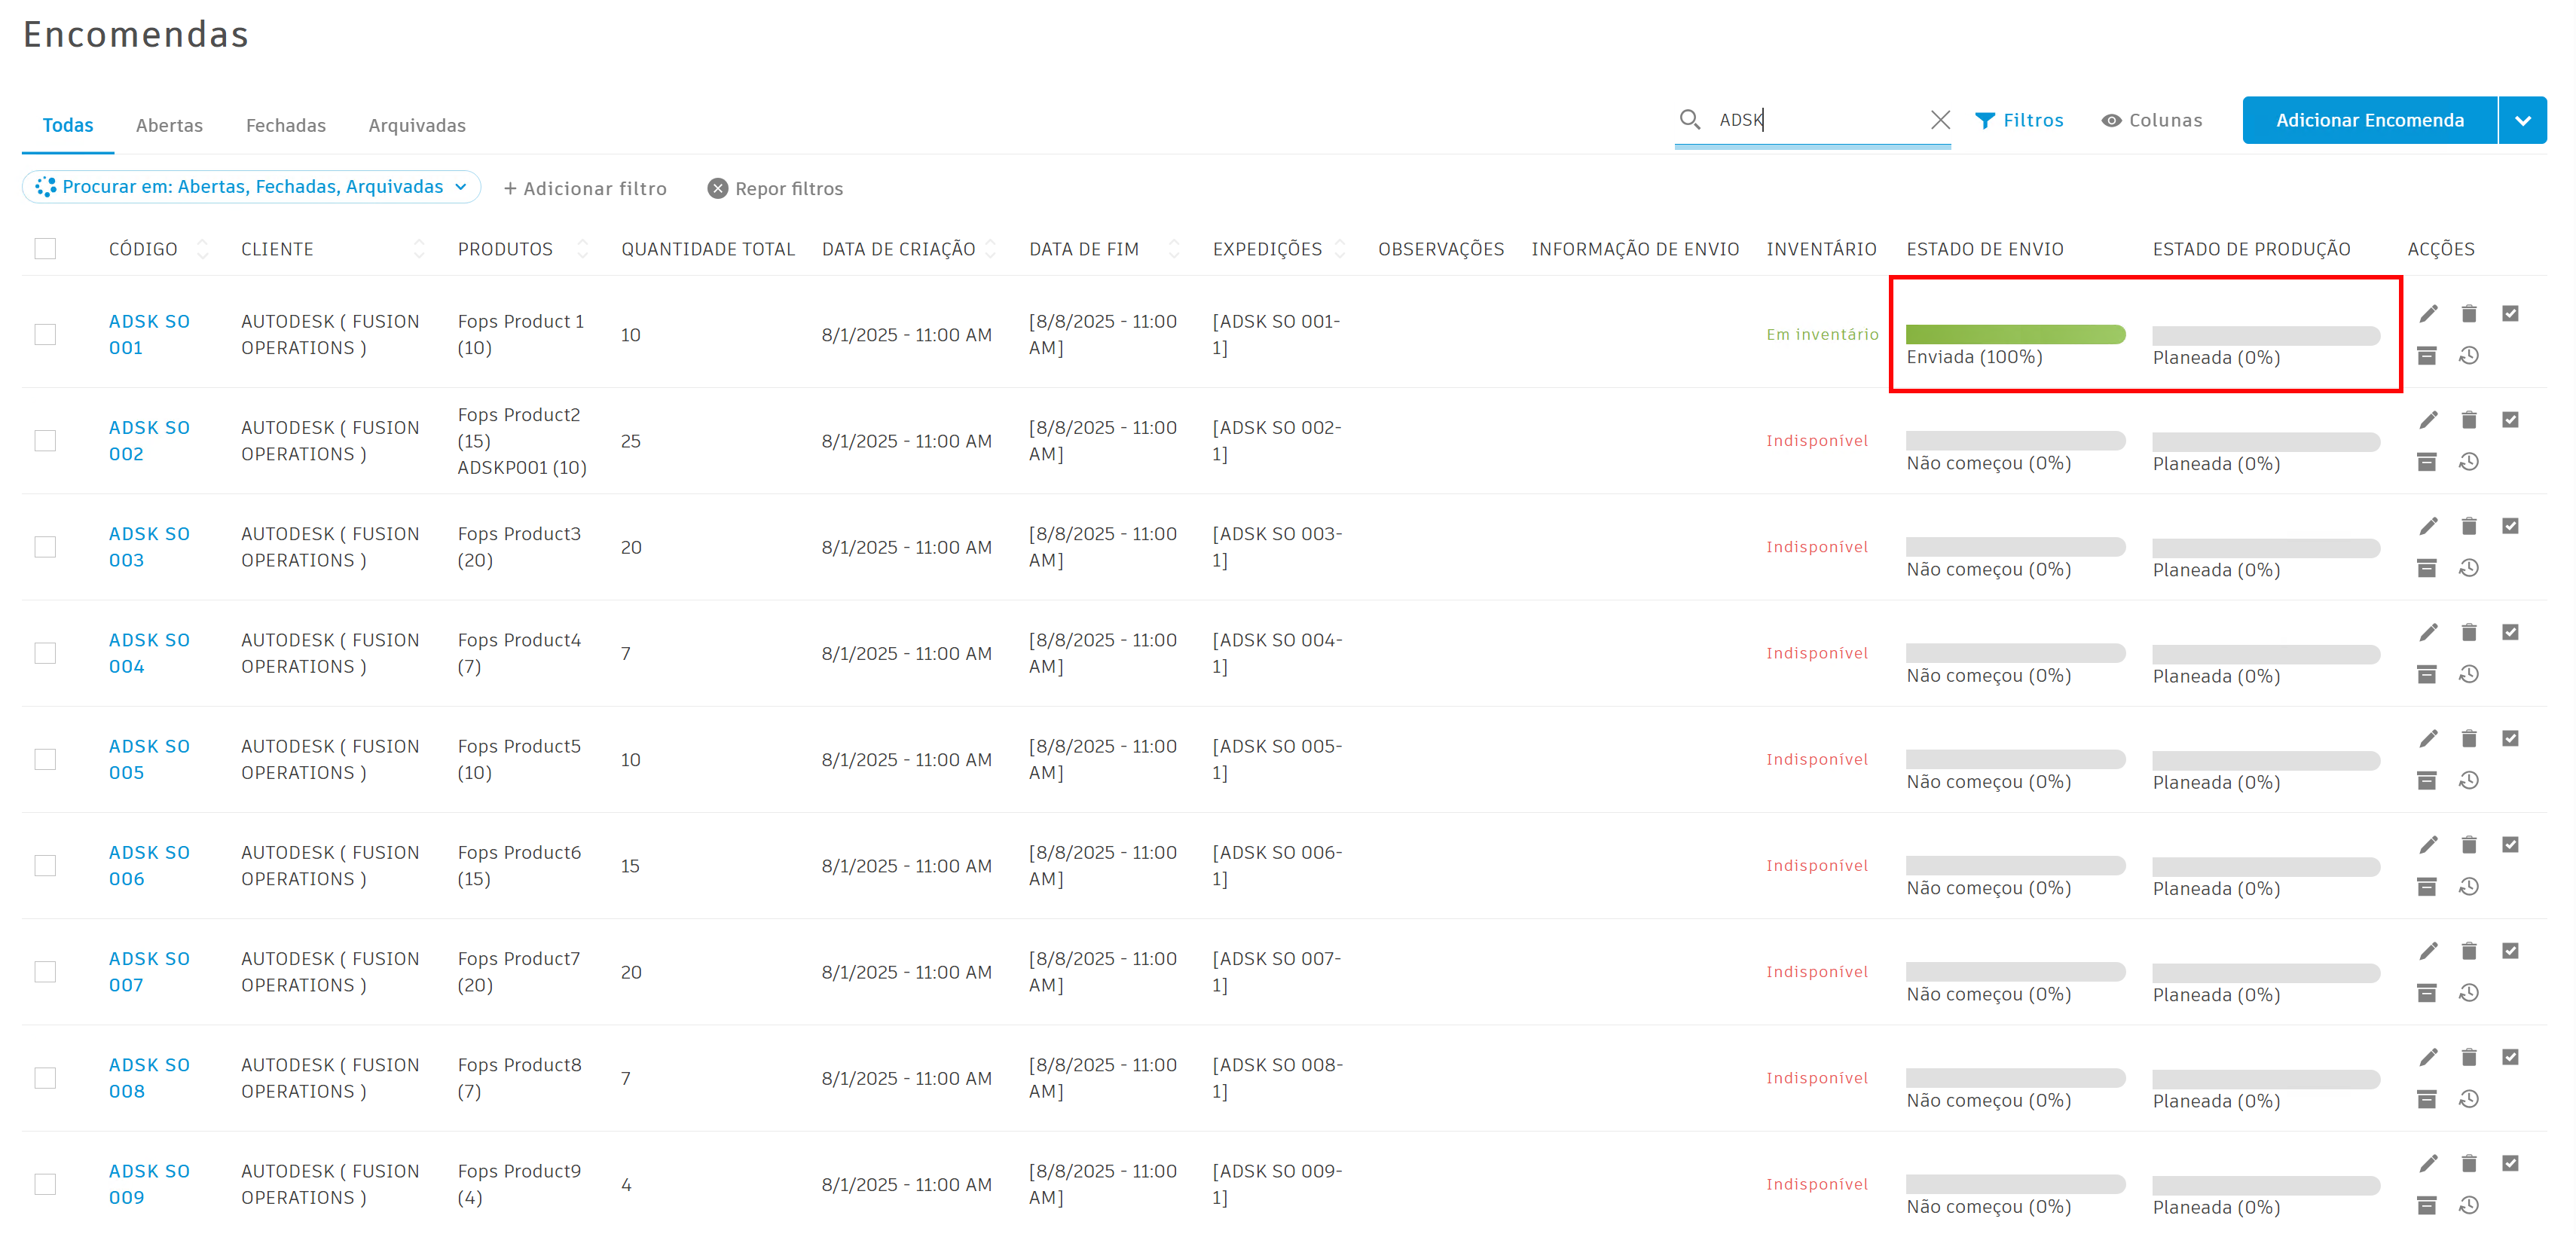 Encomendas
Todas Abertas Fechadas Arquivadas ADSK Filtros Colunas Adicionar Encomenda
Procurar em: Abertas, Fechadas, Arquivadas + Adicionar filtro Repor filtros
CÓDIGO CLIENTE PRODUTOS QUANTIDADE TOTAL DATA DE CRIAÇÃO DATA DE FIM EXPEDIÇÕES OBSERVAÇÕES INFORMAÇÃO DE ENVIO INVENTÁRIO ESTADO DE ENVIO ESTADO DE PRODUÇÃO ACÇÕES
ADSK SO AUTODESK ( FUSION Fops Product 1 [8/8/2025 - 11:00 [ADSK SO 001-
10 8/1/2025 - 11:00 AM Em inventário
001 OPERATIONS ) (10) AM] 1] Enviada (100%) Planeada (0%)
Fops Product2
ADSK SO AUTODESK ( FUSION [8/8/2025 - 11:00 [ADSK SO 002-
(15) 25 8/1/2025 - 11:00 AM Indisponível
002 OPERATIONS ) AM] 1] Não começou (0%) Planeada (0%)
ADSKP001 (10)
ADSK SO AUTODESK ( FUSION Fops Product3 [8/8/2025 - 11:00 [ADSK SO 003-
20 8/1/2025 - 11:00 AM Indisponível
003 OPERATIONS ) (20) AM] 1] Não começou (0%) Planeada (0%)
ADSK SO AUTODESK ( FUSION Fops Product4 [8/8/2025 - 11:00 [ADSK SO 004-
7 8/1/2025 - 11:00 AM Indisponível
004 OPERATIONS ) (7) AM] 1] Não começou (0%) Planeada (0%)
ADSK SO AUTODESK ( FUSION Fops Product5 [8/8/2025 - 11:00 [ADSK SO 005-
10 8/1/2025 - 11:00 AM Indisponível
005 OPERATIONS ) (10) AM] 1] Não começou (0%) Planeada (0%)
ADSK SO AUTODESK ( FUSION Fops Product6 [8/8/2025 - 11:00 [ADSK SO 006-
15 8/1/2025 - 11:00 AM Indisponível
006 OPERATIONS ) (15) AM] 1] Não começou (0%) Planeada (0%)
ADSK SO AUTODESK ( FUSION Fops Product7 [8/8/2025 - 11:00 [ADSK SO 007-
20 8/1/2025 - 11:00 AM Indisponível
007 OPERATIONS ) (20) AM] 1] Não começou (0%) Planeada (0%)
ADSK SO AUTODESK ( FUSION Fops Product8 [8/8/2025 - 11:00 [ADSK SO 008-
7 8/1/2025 - 11:00 AM Indisponível
008 OPERATIONS ) (7) AM] 1] Não começou (0%) Planeada (0%)
ADSK SO AUTODESK ( FUSION Fops Product9 [8/8/2025 - 11:00 [ADSK SO 009-
4 8/1/2025 - 11:00 AM Indisponível
009 OPERATIONS ) (4) AM] 1] Não começou (0%) Planeada (0%)